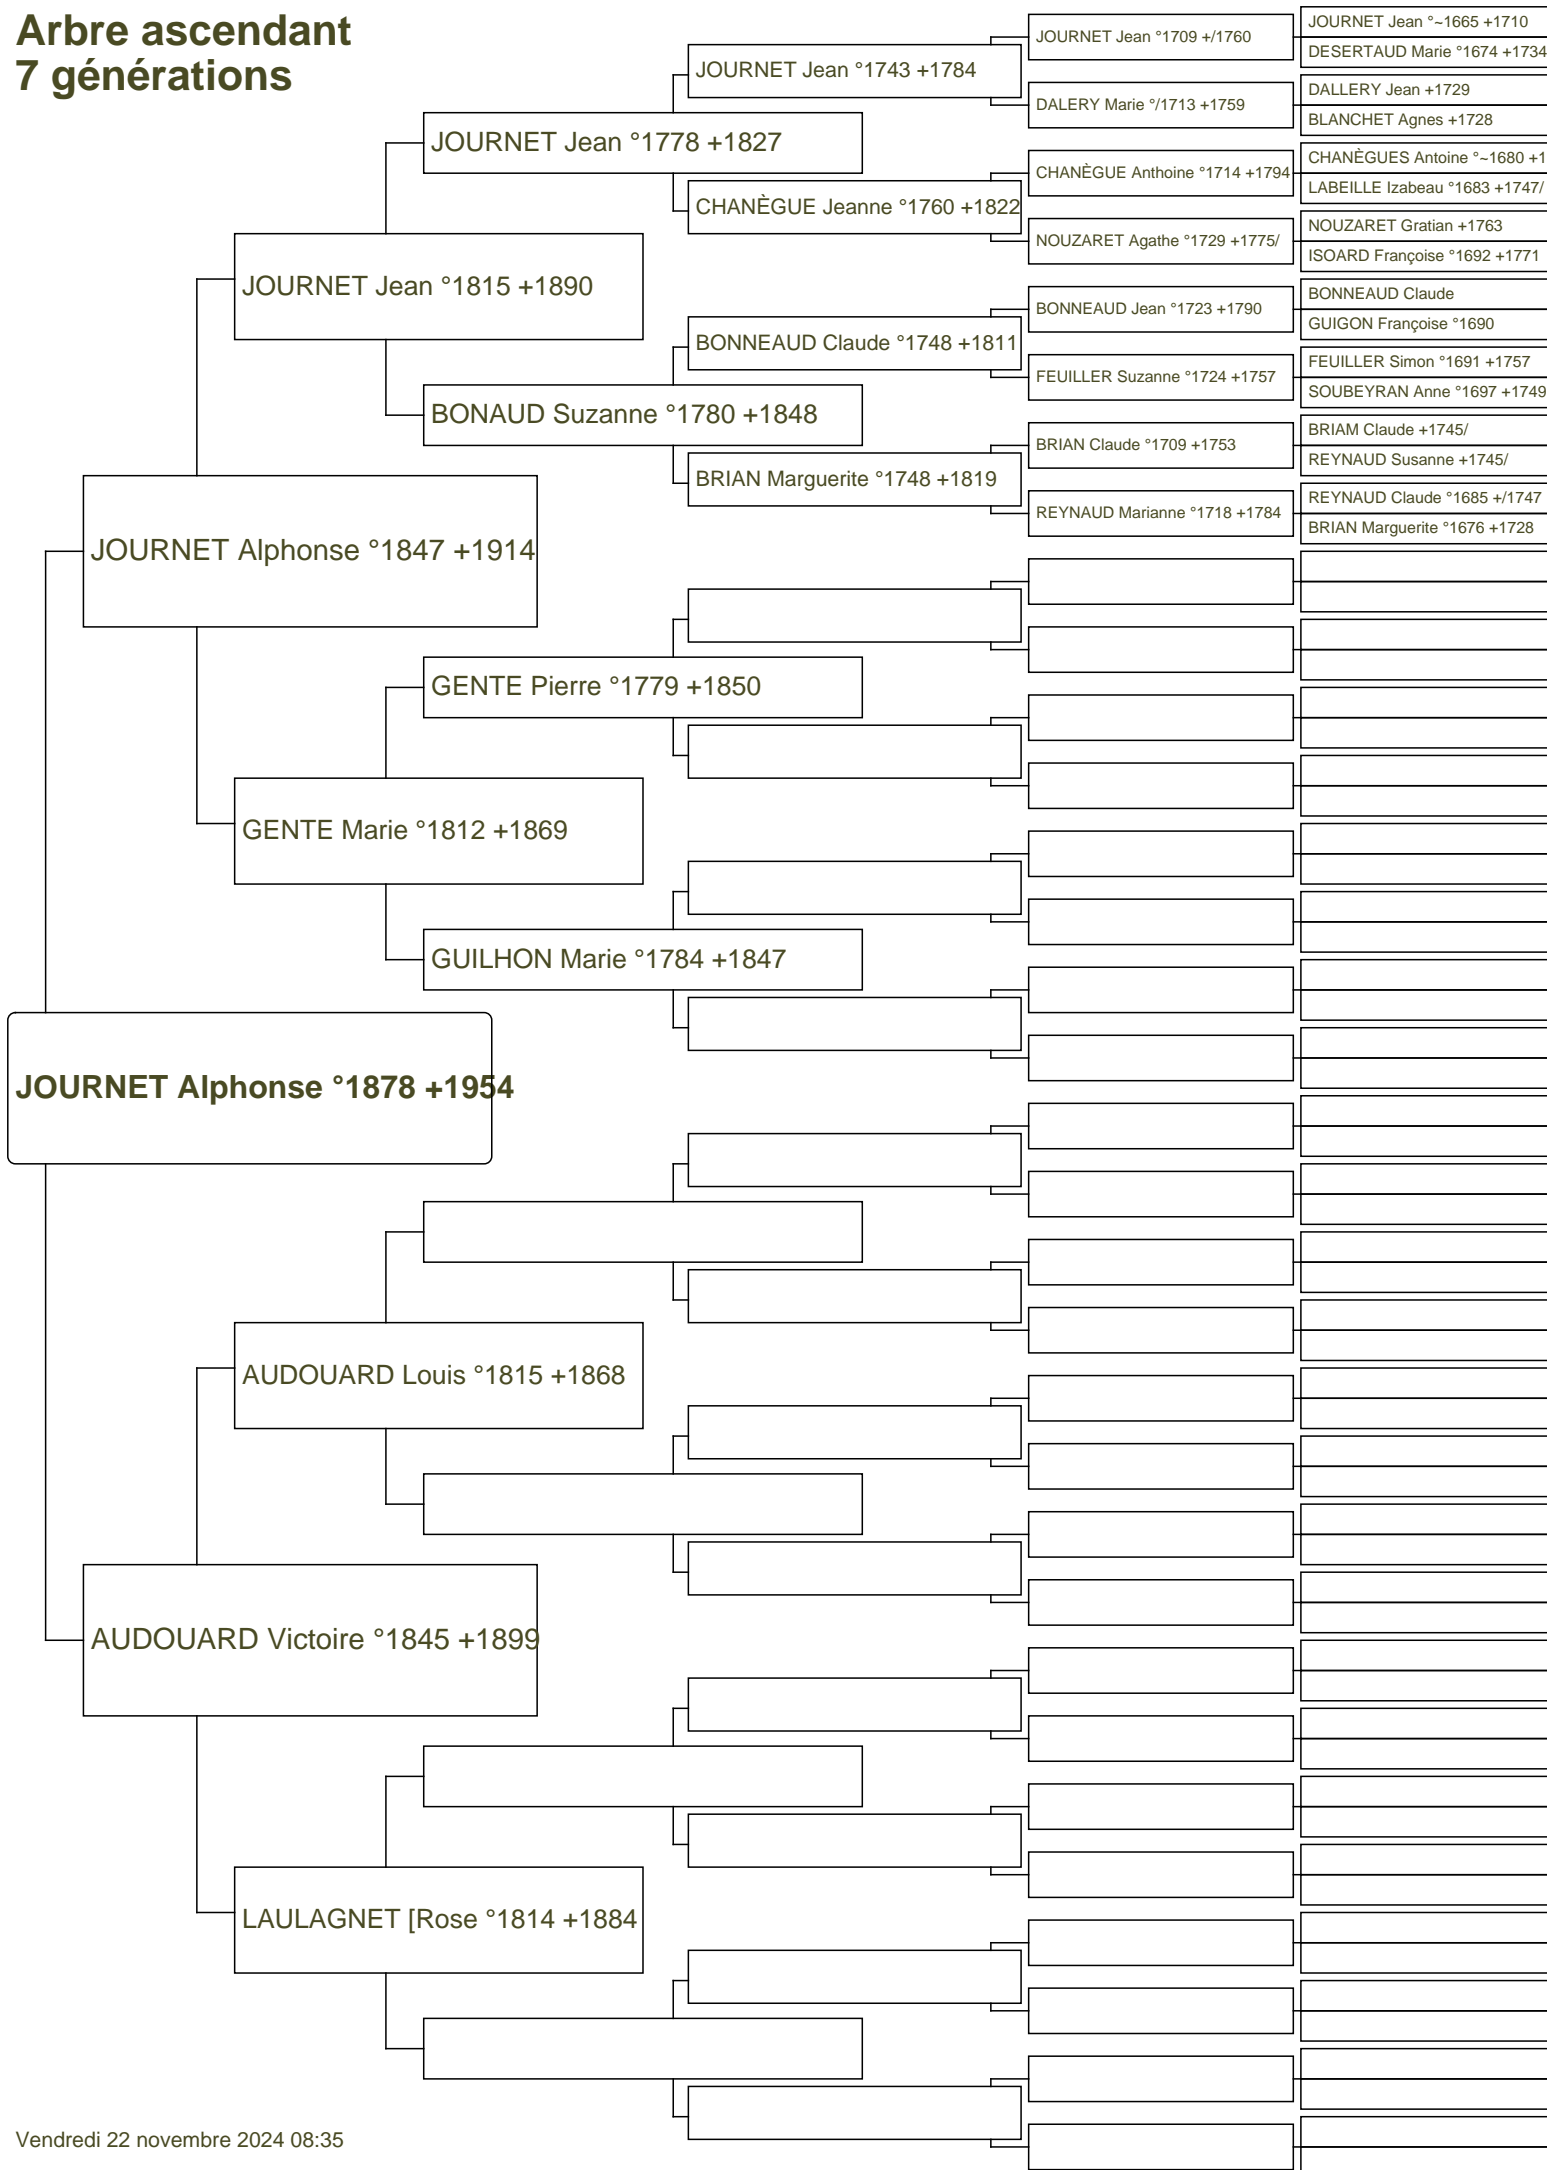 Arbre ascendant
7 générations
JOURNET Alphonse °1878 +1954
JOURNET Alphonse °1847 +1914
AUDOUARD Victoire °1845 +1899
JOURNET Jean °1815 +1890
GENTE Marie °1812 +1869
AUDOUARD Louis °1815 +1868
LAULAGNET [Rose °1814 +1884
JOURNET Jean °1778 +1827
BONAUD Suzanne °1780 +1848
GENTE Pierre °1779 +1850
GUILHON Marie °1784 +1847
JOURNET Jean °1743 +1784
CHANÈGUE Jeanne °1760 +1822
BONNEAUD Claude °1748 +1811
BRIAN Marguerite °1748 +1819
JOURNET Jean °1709 +/1760
DALERY Marie °/1713 +1759
CHANÈGUE Anthoine °1714 +1794
NOUZARET Agathe °1729 +1775/
BONNEAUD Jean °1723 +1790
FEUILLER Suzanne °1724 +1757
BRIAN Claude °1709 +1753
REYNAUD Marianne °1718 +1784
JOURNET Jean °~1665 +1710
DESERTAUD Marie °1674 +1734
DALLERY Jean +1729
BLANCHET Agnes +1728
CHANÈGUES Antoine °~1680 +1
LABEILLE Izabeau °1683 +1747/
NOUZARET Gratian +1763
ISOARD Françoise °1692 +1771
BONNEAUD Claude
GUIGON Françoise °1690
FEUILLER Simon °1691 +1757
SOUBEYRAN Anne °1697 +1749
BRIAM Claude +1745/
REYNAUD Susanne +1745/
REYNAUD Claude °1685 +/1747
BRIAN Marguerite °1676 +1728
Vendredi 22 novembre 2024 08:35